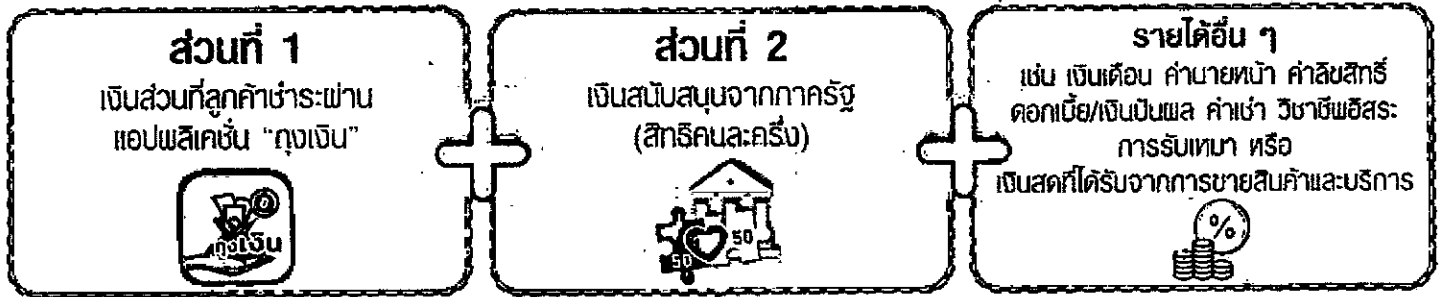 ส่วนที่ 1
เงินส่วนที่ลูกค้าชำระผ่าน
แอปพลิเคชั่น “ถุงเงิน”
ถุงเงิน
ส่วนที่ 2
เงินสนับสนุนจากภาครัฐ
(สิทธิคนละครึ่ง)
50
50
รายได้อื่น ๆ
เช่น เงินเดือน ค่านายหน้า ค่าลิขสิทธิ์
ดอกเบี้ย/เงินปันผล ค่าเช่า วิชาชีพอิสระ
การรับเหมา หรือ
เงินสดที่ได้รับจากการขายสินค้าและบริการ
%